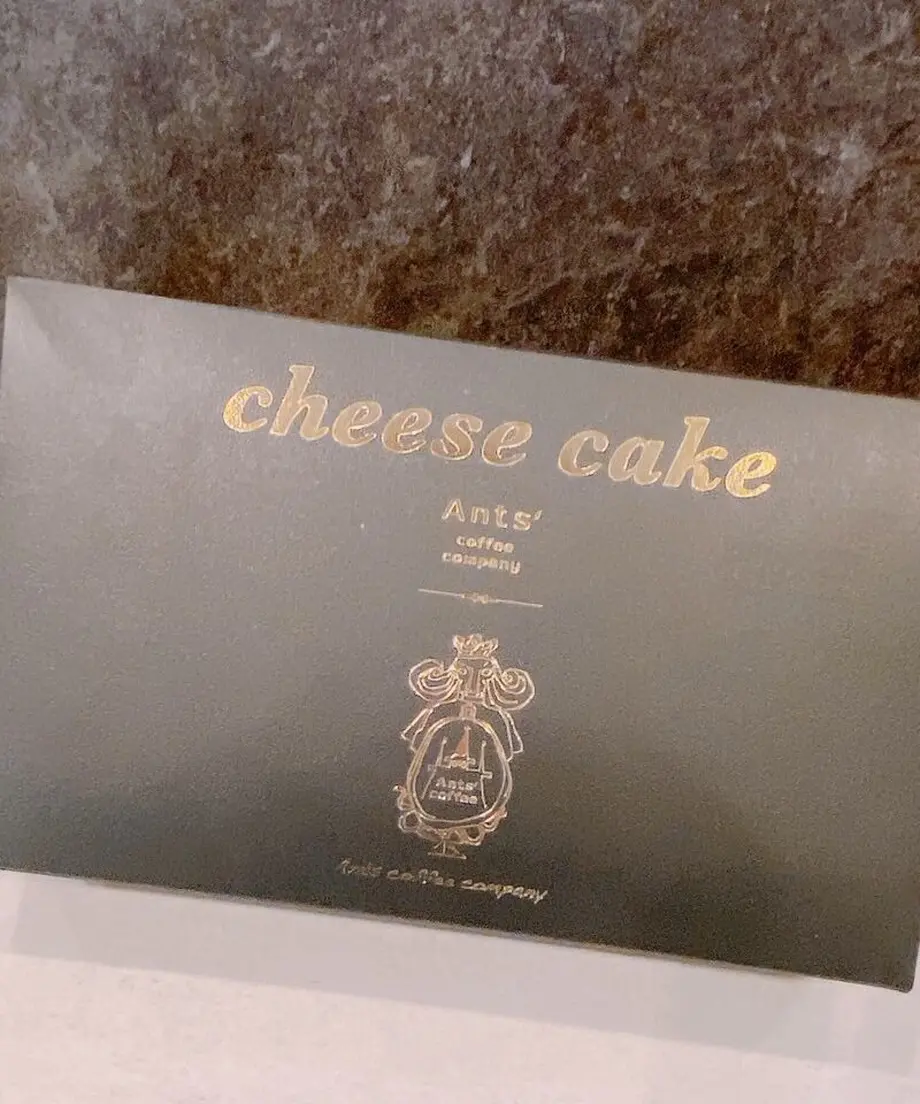 cheese cake
Ants'
coffee
company
Ants'
coffee
Ants coffee company